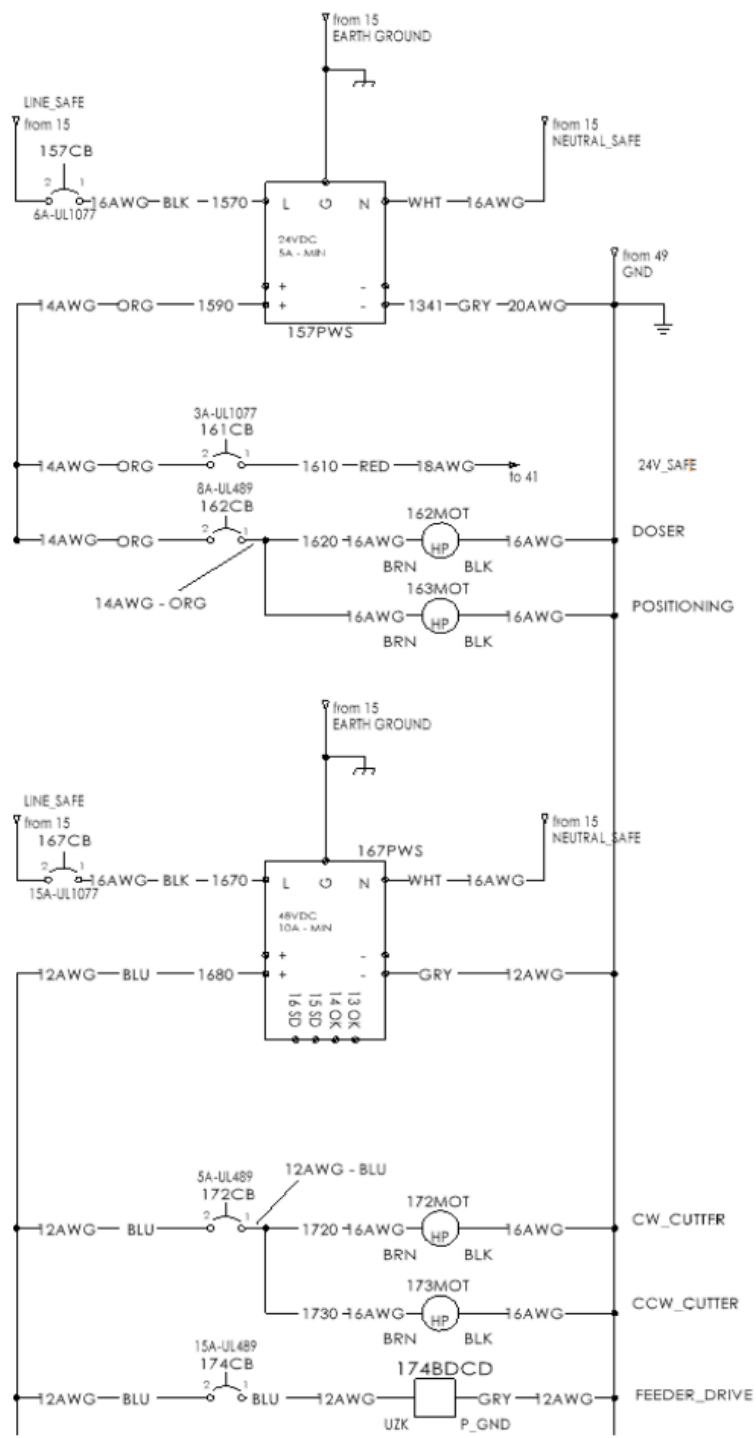 from 15
EARTH GROUND
LINE_SAFE
from 15
157CB
2 1
6A-UL1077
16AWG BLK 1570
L G N
WHT 16AWG
from 15
NEUTRAL_SAFE
24VDC
5A - MIN
+ -
+ -
14AWG ORG 1590
157PWS
1341 GRY 20AWG
from 49
GND
3A-UL1077
161CB
14AWG ORG 2 1 1610 RED 18AWG
to 41
24V_SAFE
8A-UL489
162CB
14AWG ORG 2 1 1620 16AWG
162MOT
HP
BRN BLK
16AWG
DOSER
14AWG - ORG
163MOT
16AWG HP 16AWG
BRN BLK
POSITIONING
from 15
EARTH GROUND
LINE_SAFE
from 15
167CB
2 1
15A-UL1077
16AWG BLK 1670
167PWS
L G N
WHT 16AWG
from 15
NEUTRAL_SAFE
48VDC
10A - MIN
+ -
+ -
12AWG BLU 1680
GRY 12AWG
16 SD
15 SD
14 OK
13 OK
5A-UL489
172CB
12AWG - BLU
12AWG BLU 2 1 1720 16AWG
172MOT
HP
BRN BLK
16AWG
CW_CUTTER
173MOT
1730 16AWG HP 16AWG
BRN BLK
CCW_CUTTER
15A-UL489
174CB
12AWG BLU 2 1 BLU 12AWG
174BDCD
UZK P_GND
GRY 12AWG
FEEDER_DRIVE